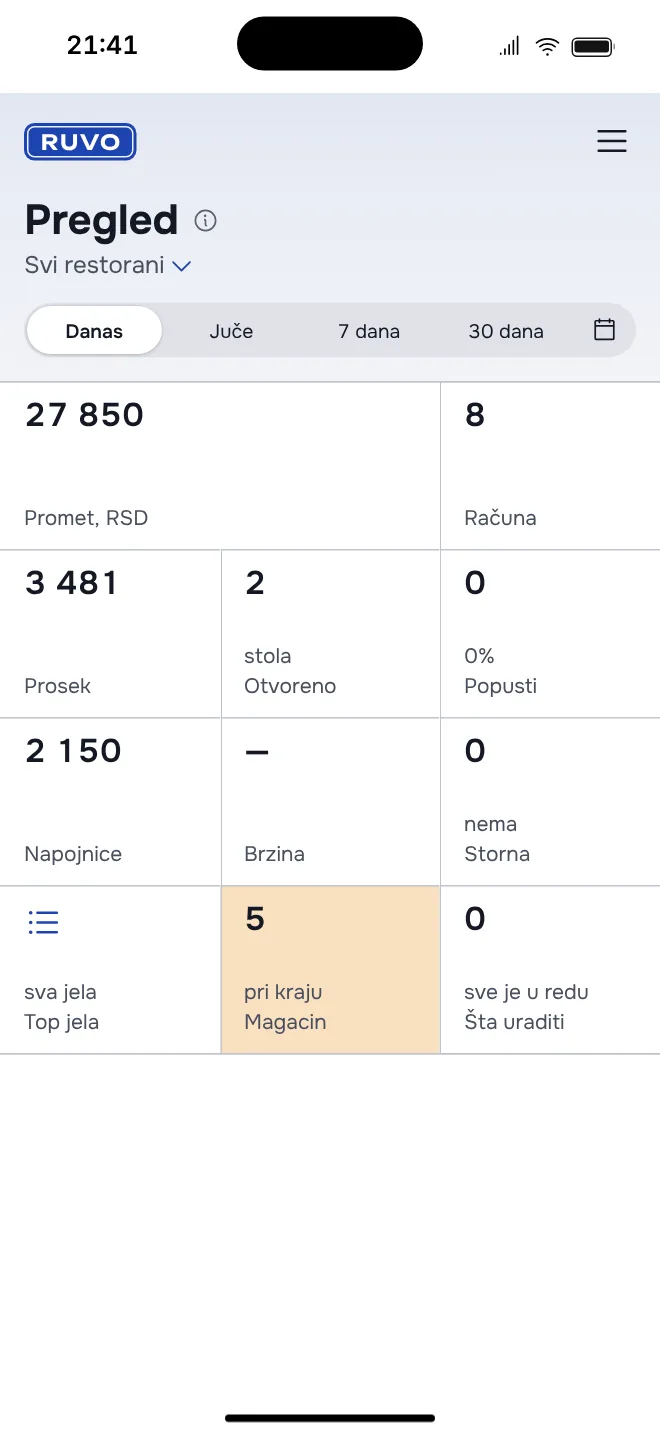 21:41
RUVO
Pregled
Svi restorani
Danas Juče 7 dana 30 dana
27 850
Promet, RSD
8
Računa
3 481
Prosek
2
stola
Otvoreno
0
0%
Popusti
2 150
Napojnice
–
Brzina
0
nema
Storna
sva jela
Top jela
5
pri kraju
Magacin
0
sve je u redu
Šta uraditi